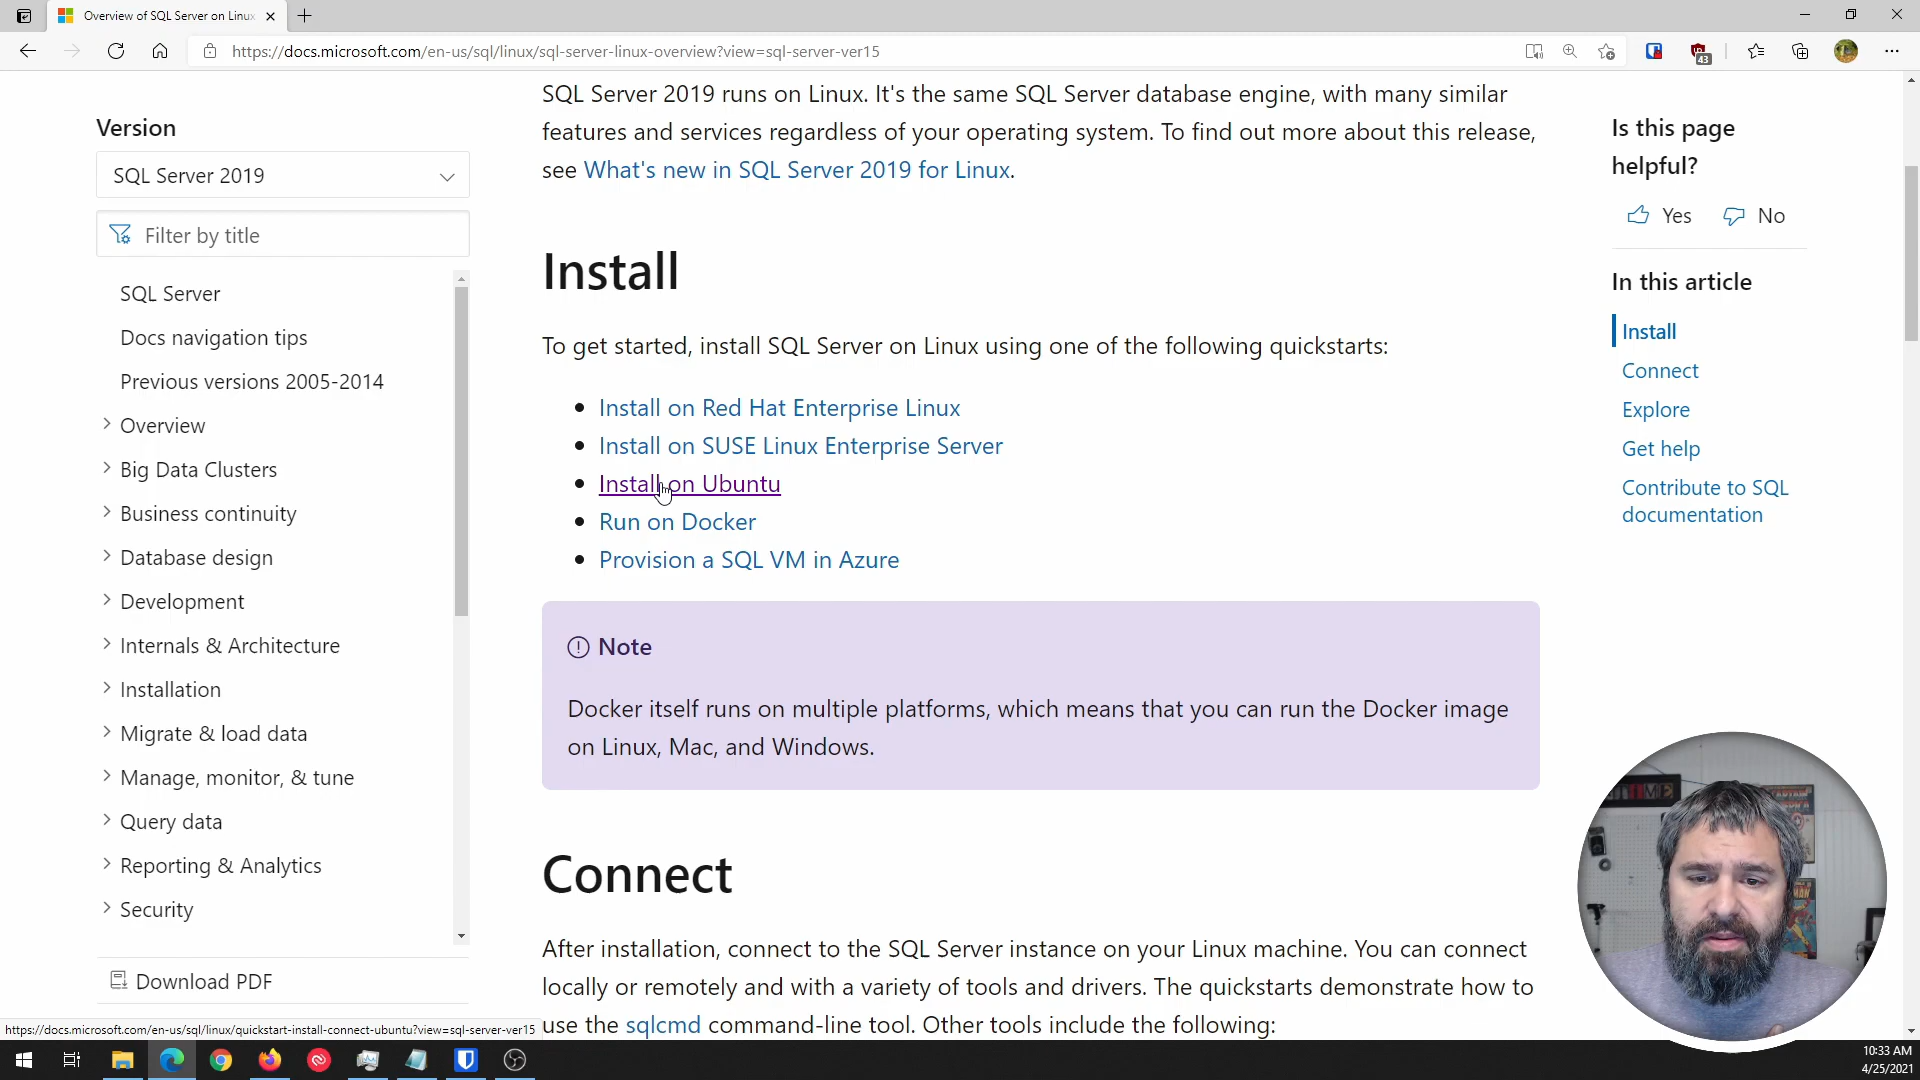 Overview of SQL Server on Linux
https://docs.microsoft.com/en-us/sql/linux/sql-server-linux-overview?view=sql-server-ver15
43
Version
SQL Server 2019
Filter by title
SQL Server
Docs navigation tips
Previous versions 2005-2014
Overview
Big Data Clusters
Business continuity
Database design
Development
Internals & Architecture
Installation
Migrate & load data
Manage, monitor, & tune
Query data
Reporting & Analytics
Security
Download PDF
SQL Server 2019 runs on Linux. It's the same SQL Server database engine, with many similar
features and services regardless of your operating system. To find out more about this release,
see What's new in SQL Server 2019 for Linux.
Install
To get started, install SQL Server on Linux using one of the following quickstarts:
• Install on Red Hat Enterprise Linux
• Install on SUSE Linux Enterprise Server
• Install on Ubuntu
• Run on Docker
• Provision a SQL VM in Azure
Note
Docker itself runs on multiple platforms, which means that you can run the Docker image
on Linux, Mac, and Windows.
Connect
After installation, connect to the SQL Server instance on your Linux machine. You can connect
locally or remotely and with a variety of tools and drivers. The quickstarts demonstrate how to
use the sqlcmd command-line tool. Other tools include the following:
Is this page
helpful?
Yes No
In this article
Install
Connect
Explore
Get help
Contribute to SQL
documentation
https://docs.microsoft.com/en-us/sql/linux/quickstart-install-connect-ubuntu?view=sql-server-ver15
10:33 AM
4/25/2021